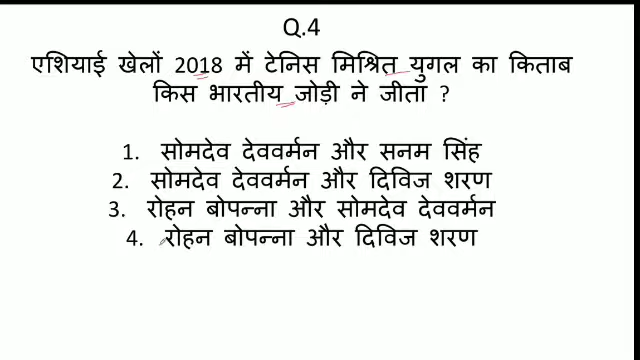 Q.4
एशियाई खेलों 2018 में टेनिस मिश्रित युगल का किताब
किस भारतीय जोड़ी ने जीता ?
1. सोमदेव देववर्मन और सनम सिंह
2. सोमदेव देववर्मन और दिविज शरण
3. रोहन बोपन्ना और सोमदेव देववर्मन
4. रोहन बोपन्ना और दिविज शरण